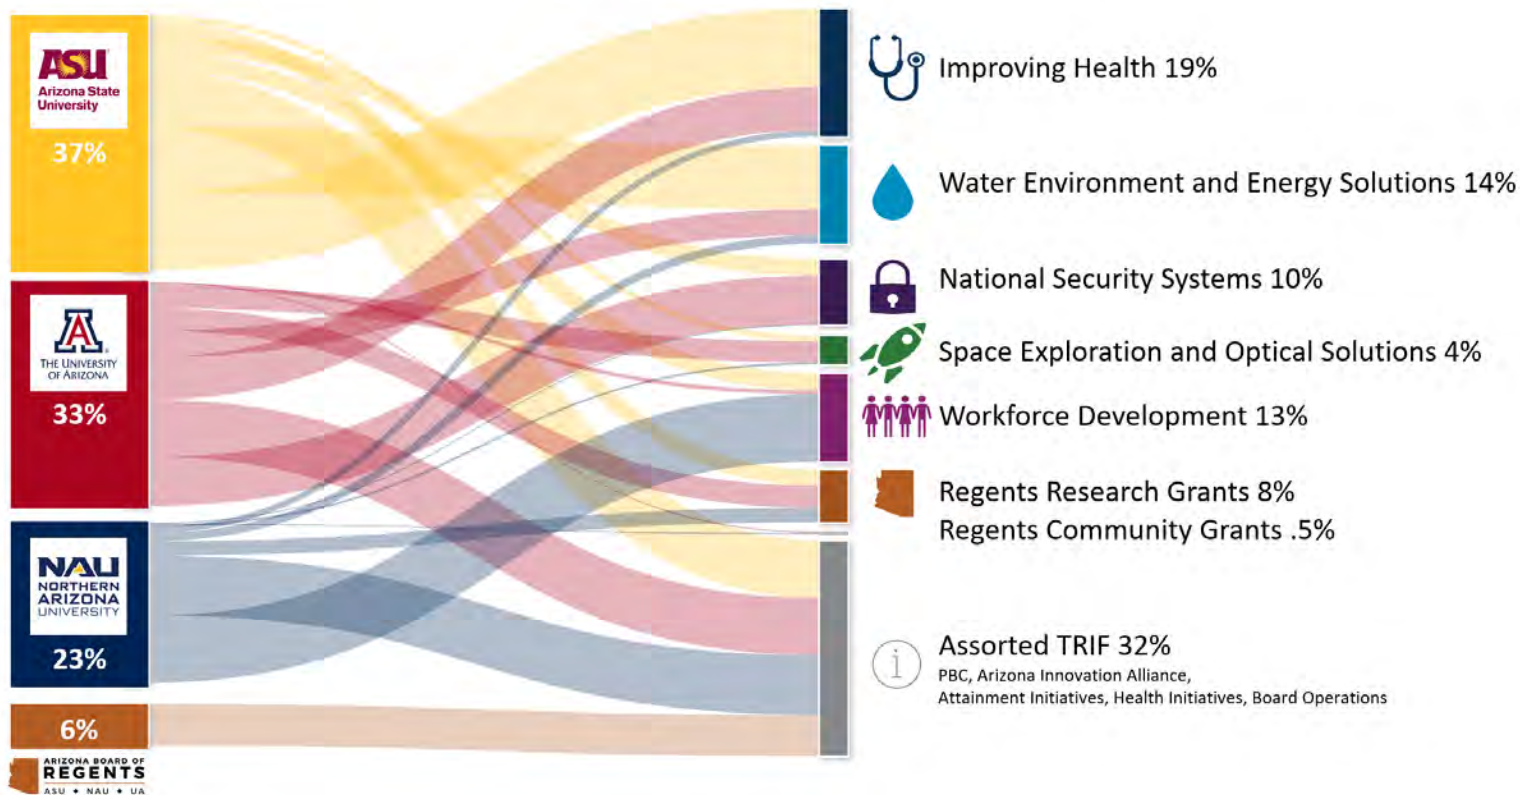 ASU
Arizona State
University
37%
A
THE UNIVERSITY
OF ARIZONA
33%
NAU
NORTHERN
ARIZONA
UNIVERSITY
23%
6%
ARIZONA BOARD OF
REGENTS
ASU ♦ NAU ♦ UA
Improving Health 19%
Water Environment and Energy Solutions 14%
National Security Systems 10%
Space Exploration and Optical Solutions 4%
Workforce Development 13%
Regents Research Grants 8%
Regents Community Grants .5%
i
Assorted TRIF 32%
PBC, Arizona Innovation Alliance,
Attainment Initiatives, Health Initiatives, Board Operations